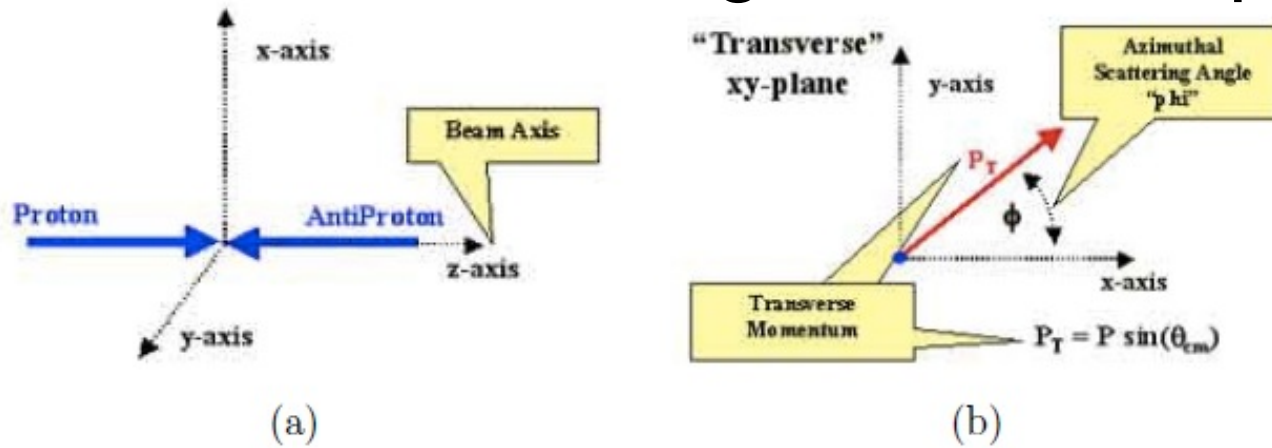 x-axis
Beam Axis
Proton
AntiProton
z-axis
y-axis
(a)
“Transverse”
xy-plane
y-axis
Azimuthal
Scattering Angle
“phi”
P_T
ϕ
x-axis
Transverse
Momentum
P_T = P sin(θ_cm)
(b)